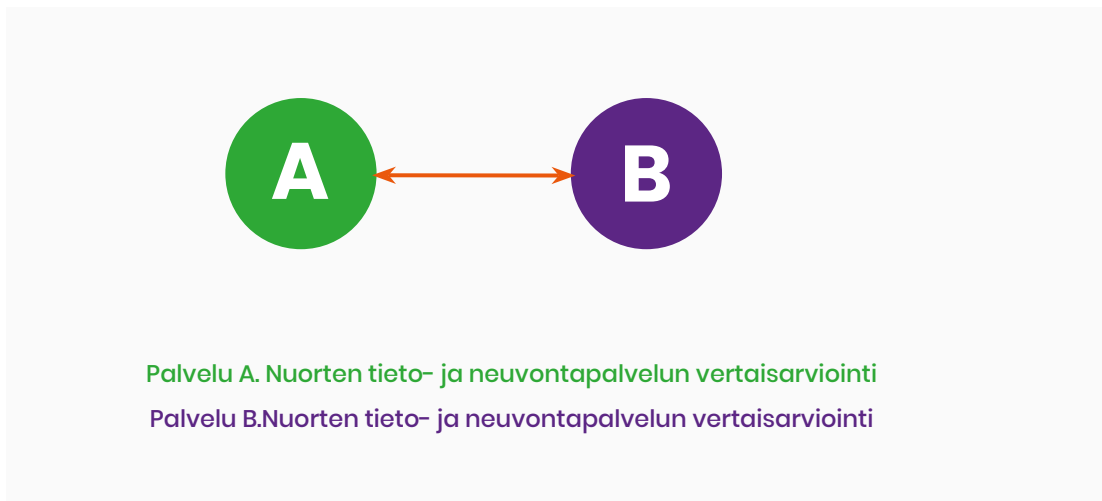 A
B
Palvelu A. Nuorten tieto- ja neuvontapalvelun vertaisarviointi
Palvelu B.Nuorten tieto- ja neuvontapalvelun vertaisarviointi